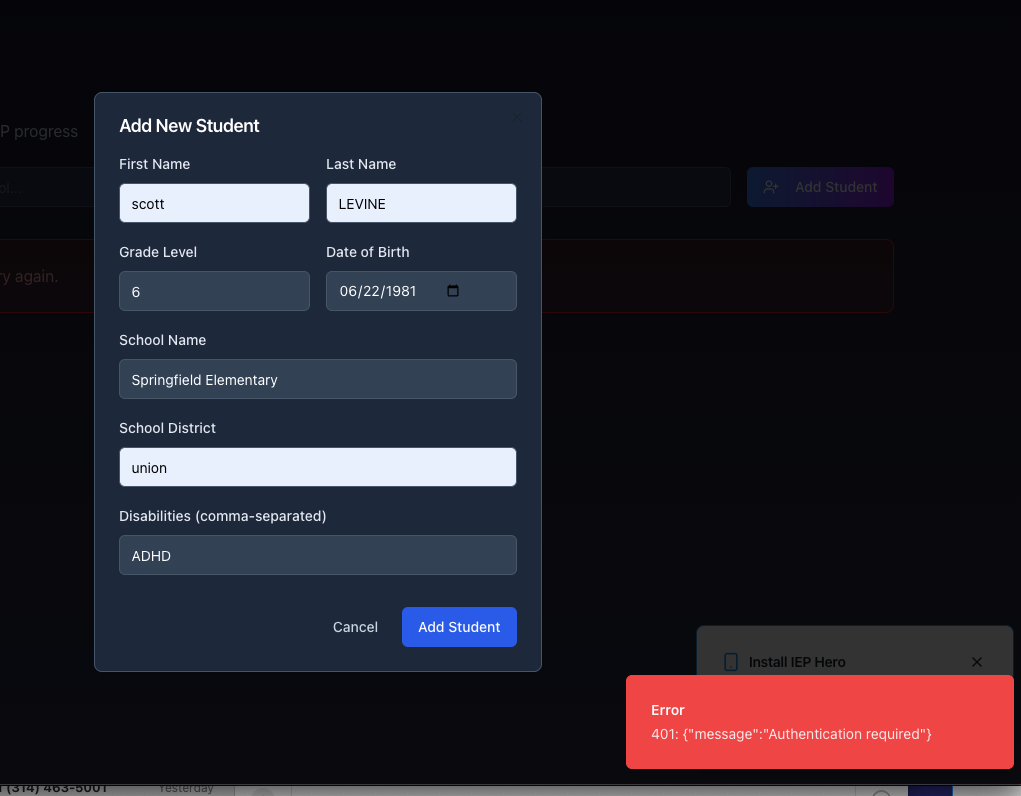 Add New Student
P progress
First Name
Last Name
scott
LEVINE
Add Student
Grade Level
Date of Birth
ry again.
6
06/22/1981
School Name
Springfield Elementary
School District
union
Disabilities (comma-separated)
ADHD
Cancel
Add Student
Install IEP Hero
Error
401: {"message":"Authentication required"}
(314) 463-5001
Yesterday